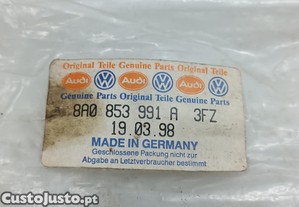 Original Teile Genuine Parts Original Teile
Audi Audi Audi
Genuine Parts Original Teile Genuine Parts
8A0 853 991 A 3FZ
19.03.98
MADE IN GERMANY
Geschlossene Packung nicht zur
Abgabe an Letztverbraucher bestimmt
CustoJusto.pt